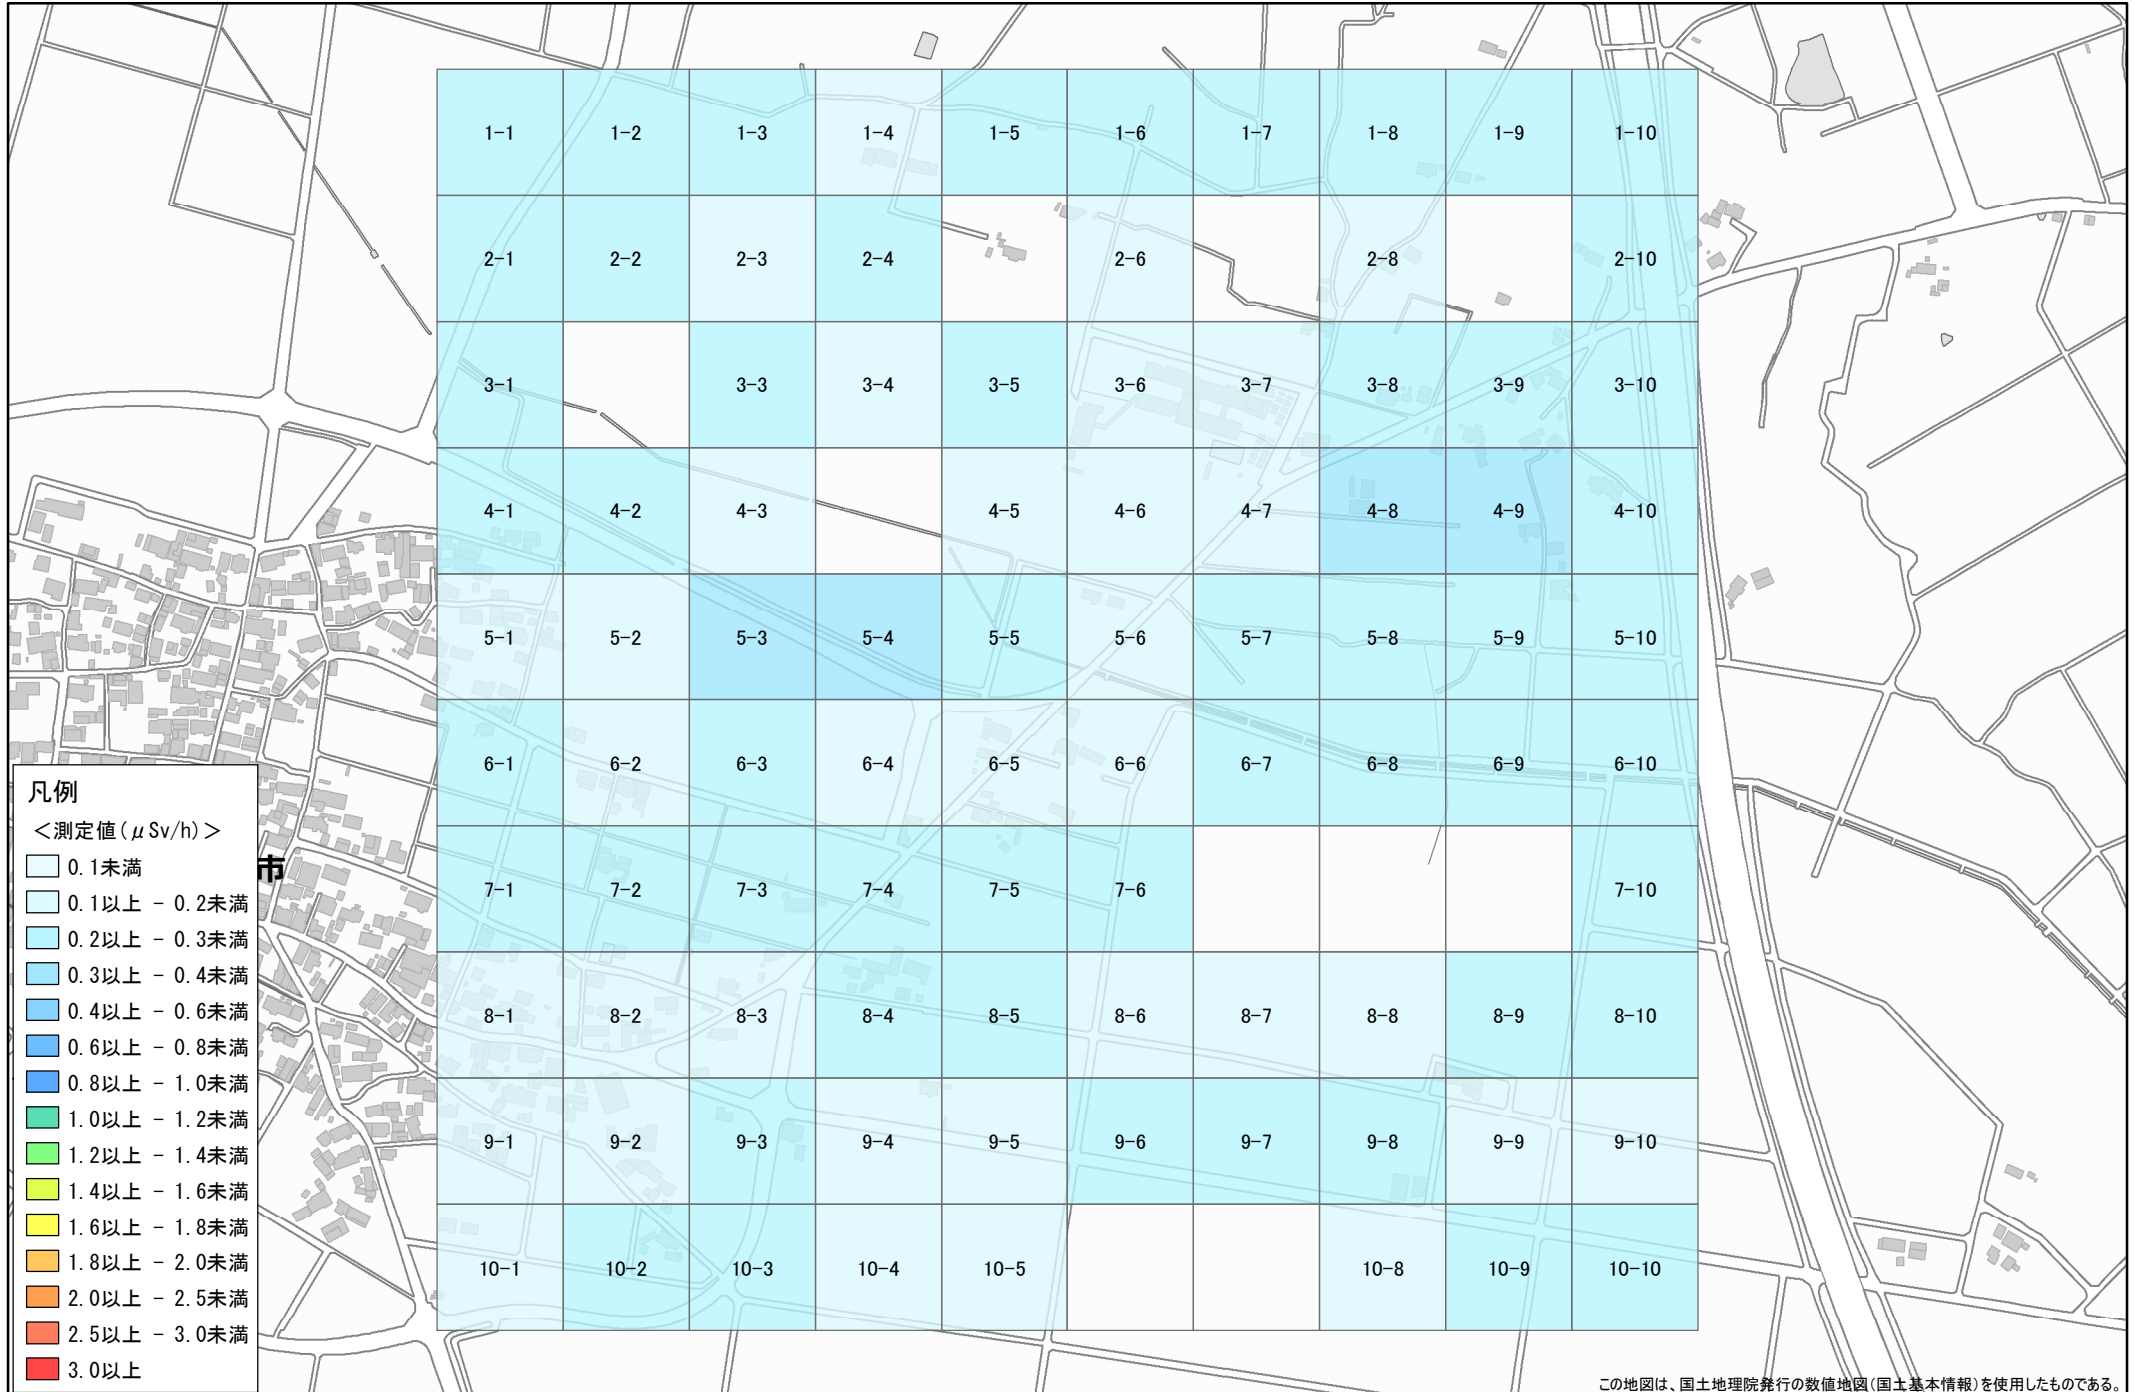 1-1 1-2 1-3 1-4 1-5 1-6 1-7 1-8 1-9 1-10
2-1 2-2 2-3 2-4 2-6 2-8 2-10
3-1 3-3 3-4 3-5 3-6 3-7 3-8 3-9 3-10
4-1 4-2 4-3 4-5 4-6 4-7 4-8 4-9 4-10
5-1 5-2 5-3 5-4 5-5 5-6 5-7 5-8 5-9 5-10
6-1 6-2 6-3 6-4 6-5 6-6 6-7 6-8 6-9 6-10
7-1 7-2 7-3 7-4 7-5 7-6 7-10
8-1 8-2 8-3 8-4 8-5 8-6 8-7 8-8 8-9 8-10
9-1 9-2 9-3 9-4 9-5 9-6 9-7 9-8 9-9 9-10
10-1 10-2 10-3 10-4 10-5 10-8 10-9 10-10
凡例
＜測定値(μSv/h)＞
0.1未満
0.1以上 - 0.2未満
0.2以上 - 0.3未満
0.3以上 - 0.4未満
0.4以上 - 0.6未満
0.6以上 - 0.8未満
0.8以上 - 1.0未満
1.0以上 - 1.2未満
1.2以上 - 1.4未満
1.4以上 - 1.6未満
1.6以上 - 1.8未満
1.8以上 - 2.0未満
2.0以上 - 2.5未満
2.5以上 - 3.0未満
3.0以上
市
この地図は、国土地理院発行の数値地図(国土基本情報)を使用したものである。